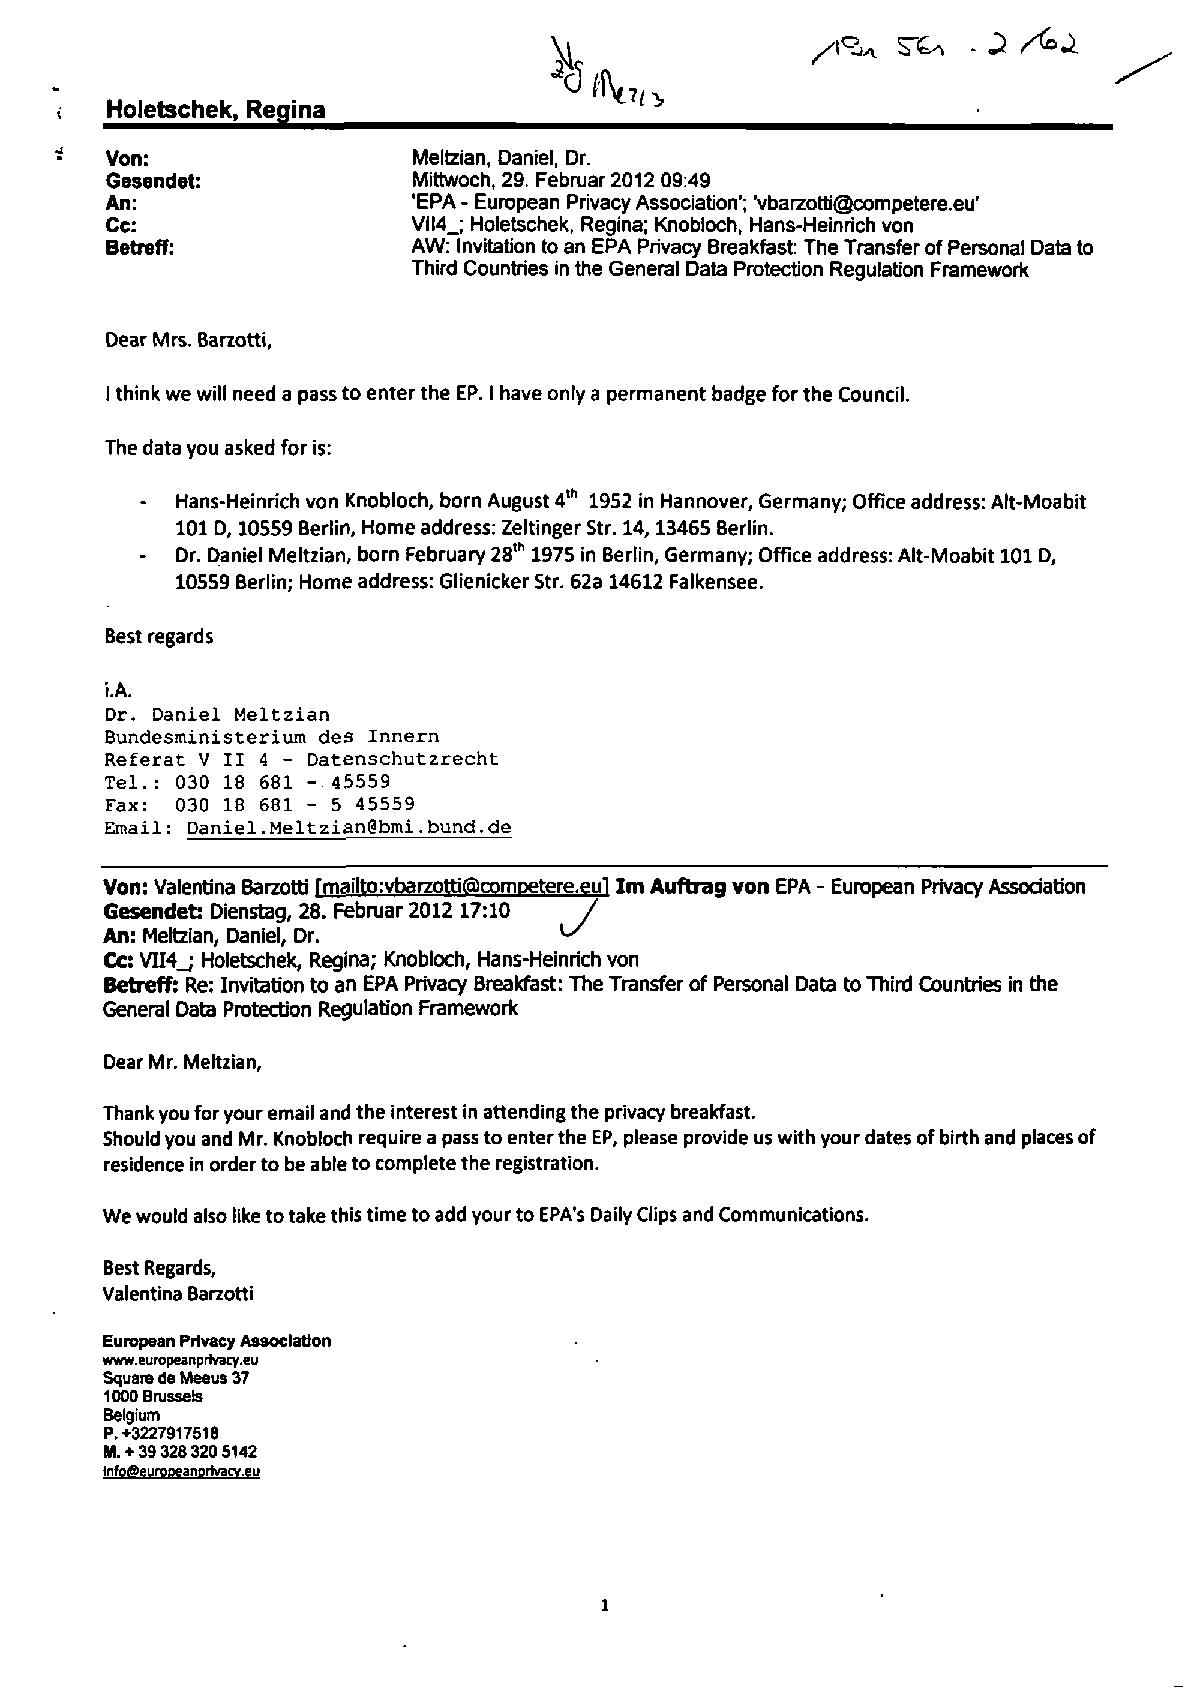 Holetschek, Regina
Von: Meltzian, Daniel, Dr.
Gesendet: Mittwoch, 29. Februar 2012 09:49
An: 'EPA - European Privacy Association'; 'vbarzotti@competere.eu'
Cc: VII4_; Holetschek, Regina; Knobloch, Hans-Heinrich von
Betreff: AW: Invitation to an EPA Privacy Breakfast: The Transfer of Personal Data to
Third Countries in the General Data Protection Regulation Framework
Dear Mrs. Barzotti,
I think we will need a pass to enter the EP. I have only a permanent badge for the Council.
The data you asked for is:
- Hans-Heinrich von Knobloch, born August 4th 1952 in Hannover, Germany; Office address: Alt-Moabit
101 D, 10559 Berlin, Home address: Zeltinger Str. 14, 13465 Berlin.
- Dr. Daniel Meltzian, born February 28th 1975 in Berlin, Germany; Office address: Alt-Moabit 101 D,
10559 Berlin; Home address: Glienicker Str. 62a 14612 Falkensee.
Best regards
i.A.
Dr. Daniel Meltzian
Bundesministerium des Innern
Referat V II 4 - Datenschutzrecht
Tel.: 030 18 681 - 45559
Fax: 030 18 681 - 5 45559
Email: Daniel.Meltzian@bmi.bund.de
Von: Valentina Barzotti [mailto:vbarzotti@competere.eu] Im Auftrag von EPA - European Privacy Association
Gesendet: Dienstag, 28. Februar 2012 17:10
An: Meltzian, Daniel, Dr.
Cc: VII4_; Holetschek, Regina; Knobloch, Hans-Heinrich von
Betreff: Re: Invitation to an EPA Privacy Breakfast: The Transfer of Personal Data to Third Countries in the
General Data Protection Regulation Framework
Dear Mr. Meltzian,
Thank you for your email and the interest in attending the privacy breakfast.
Should you and Mr. Knobloch require a pass to enter the EP, please provide us with your dates of birth and places of
residence in order to be able to complete the registration.
We would also like to take this time to add your to EPA's Daily Clips and Communications.
Best Regards,
Valentina Barzotti
European Privacy Association
www.europeanprivacy.eu
Square de Meeus 37
1000 Brussels
Belgium
P. +3227917518
M. + 39 328 320 5142
info@europeanprivacy.eu
1